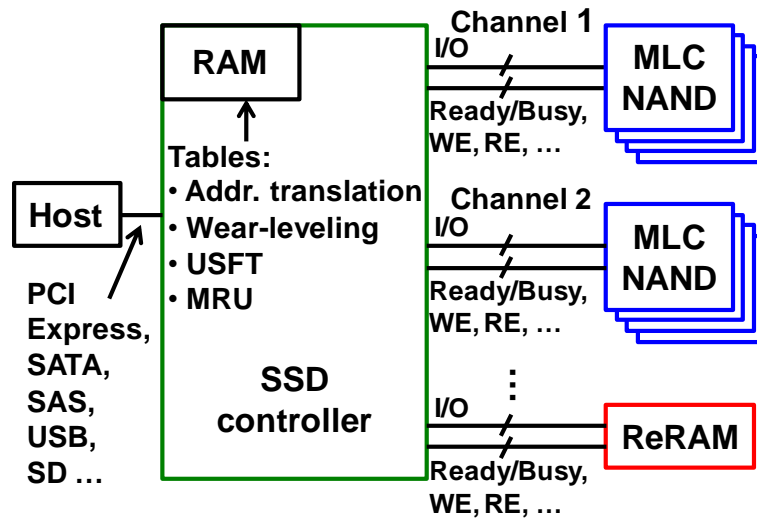 Channel 1
RAM
I/O
MLC
NAND
Ready/Busy,
WE, RE, …
Tables:
• Addr. translation
• Wear-leveling
• USFT
• MRU
Host
PCI
Express,
SATA,
SAS,
USB,
SD …
SSD
controller
Channel 2
I/O
MLC
NAND
Ready/Busy,
WE, RE, …
⋮
I/O
ReRAM
Ready/Busy,
WE, RE, …